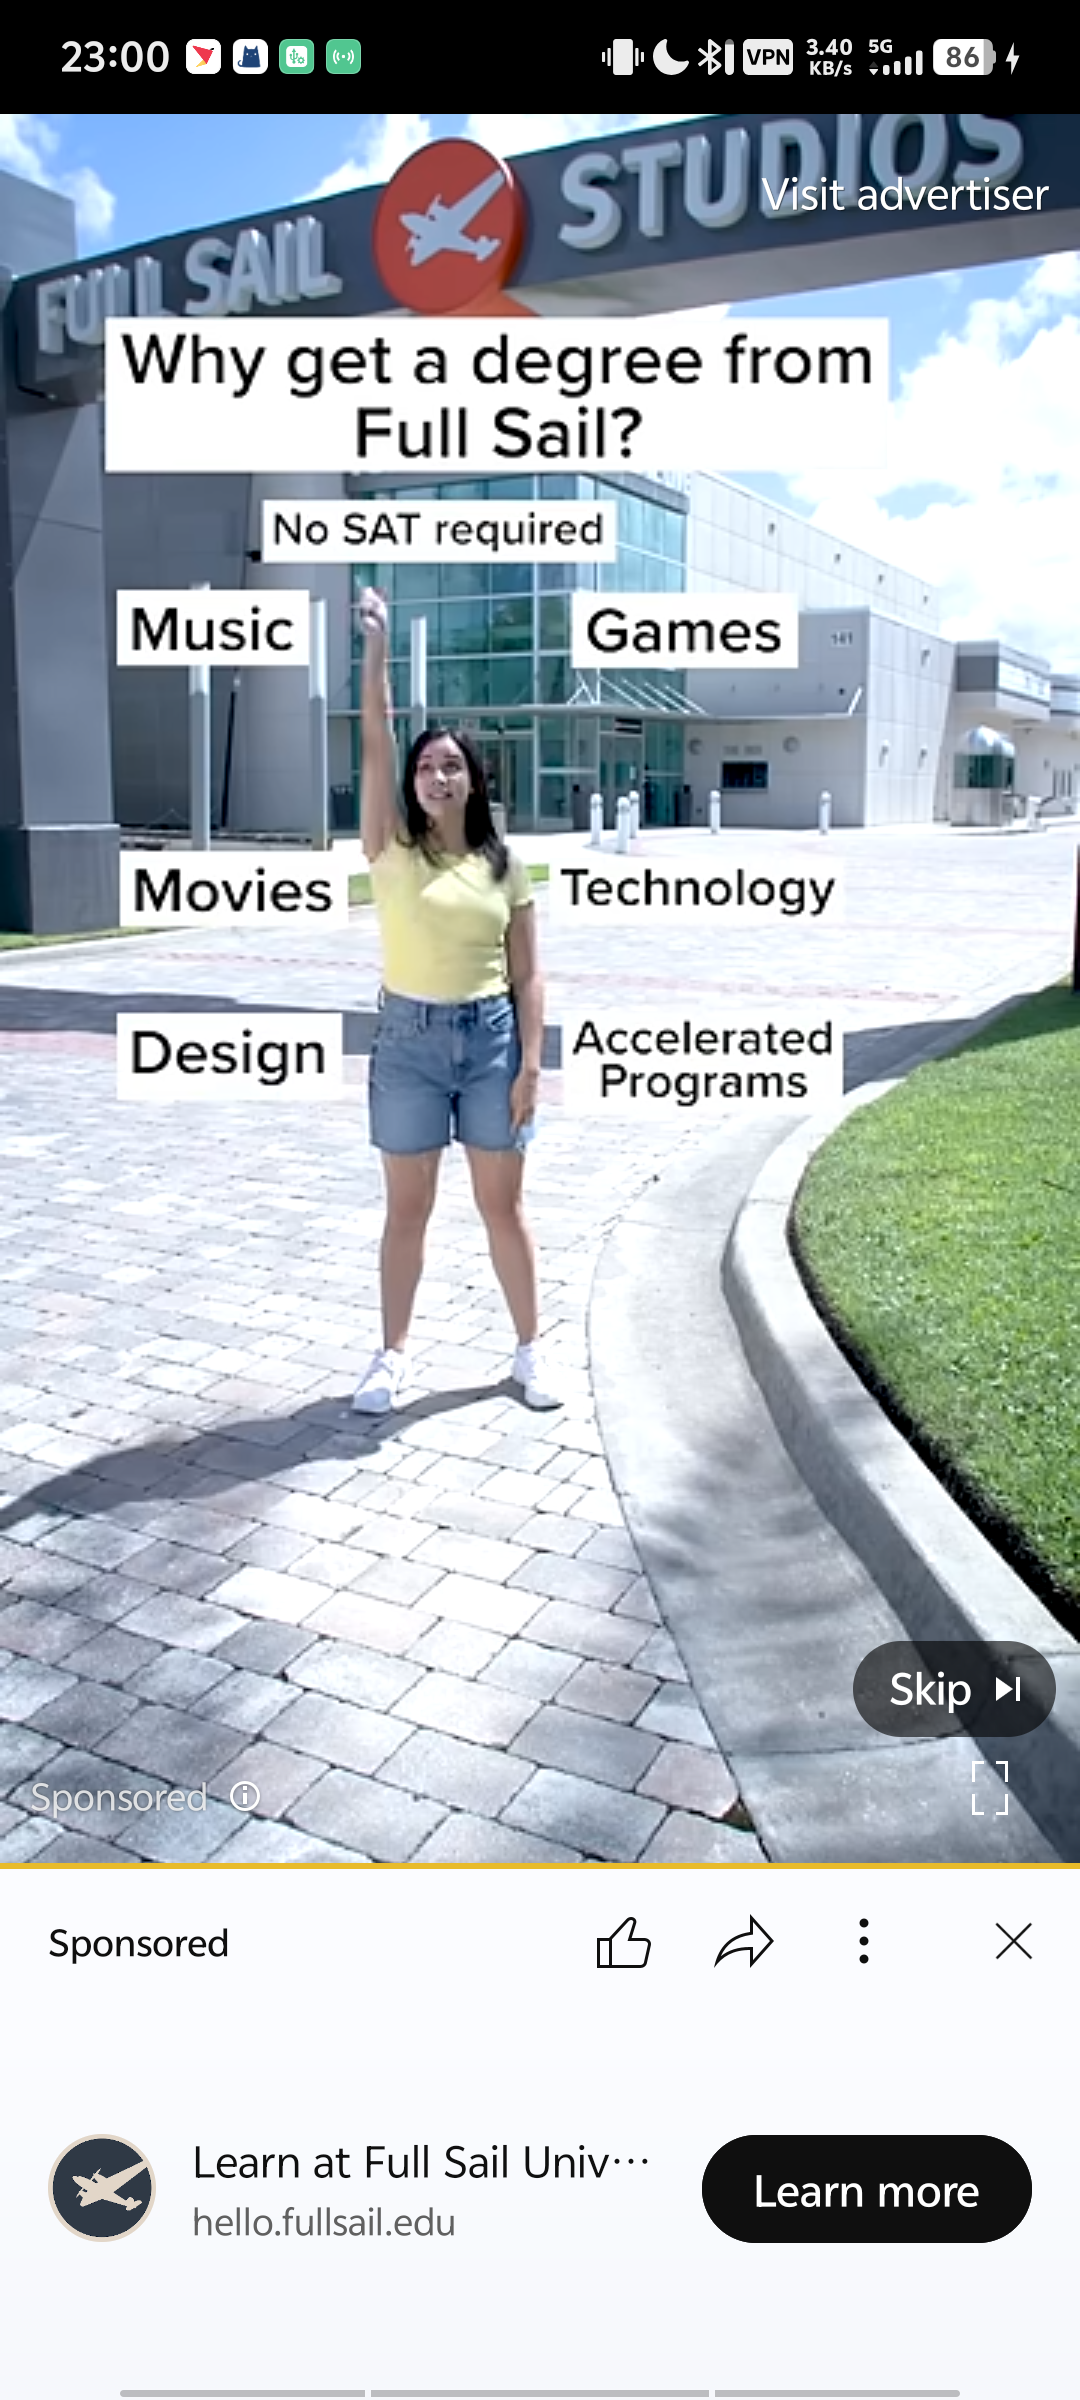 23:00
VPN
3.40
KB/s
5G
86
FULL SAIL STUDIOS
Visit advertiser
Why get a degree from
Full Sail?
No SAT required
Music
Games
141
Movies
Technology
Design
Accelerated
Programs
Skip
Sponsored
Sponsored
Learn at Full Sail Univ...
hello.fullsail.edu
Learn more